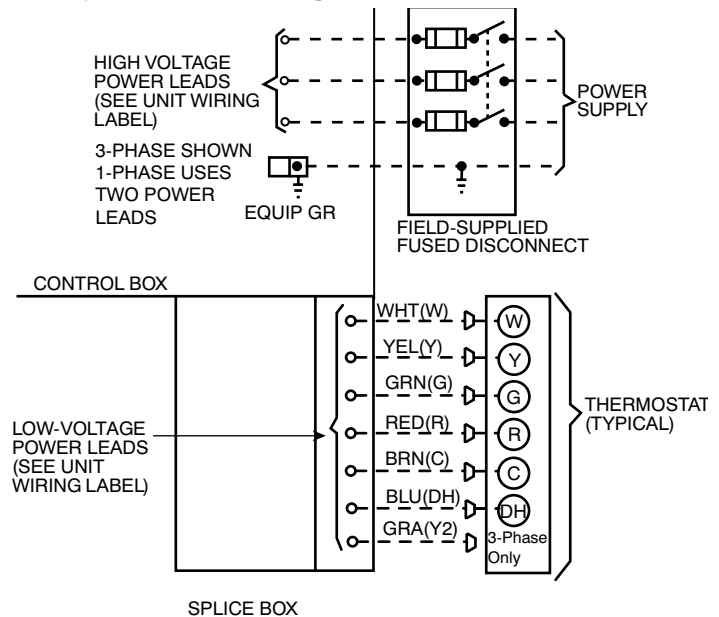 HIGH VOLTAGE
POWER LEADS
(SEE UNIT WIRING
LABEL)
POWER
SUPPLY
3-PHASE SHOWN
1-PHASE USES
TWO POWER
LEADS
EQUIP GR
FIELD-SUPPLIED
FUSED DISCONNECT
CONTROL BOX
WHT(W)
W
YEL(Y)
Y
GRN(G)
G
RED(R)
R
BRN(C)
C
BLU(DH)
DH
GRA(Y2)
3-Phase
Only
THERMOSTAT
(TYPICAL)
LOW-VOLTAGE
POWER LEADS
(SEE UNIT
WIRING LABEL)
SPLICE BOX